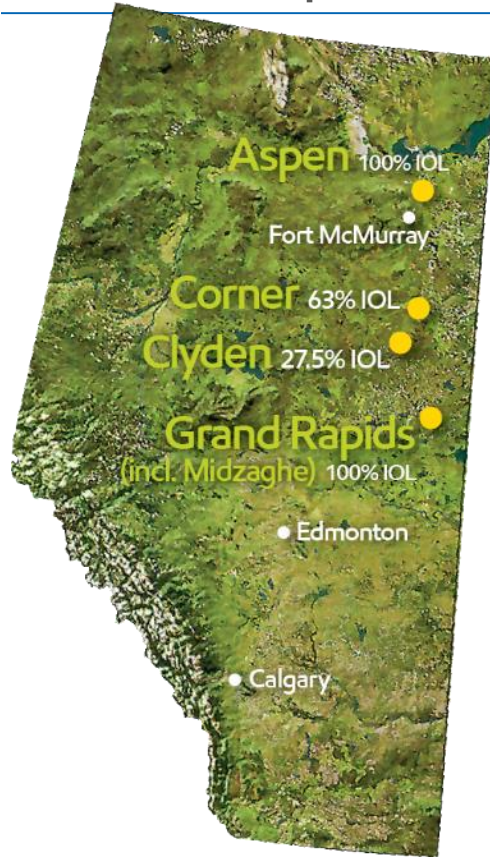 Aspen 100% IOL
Fort McMurray
Corner 63% IOL
Clyden 27.5% IOL
Grand Rapids
(incl. Midzaghe) 100% IOL
Edmonton
Calgary